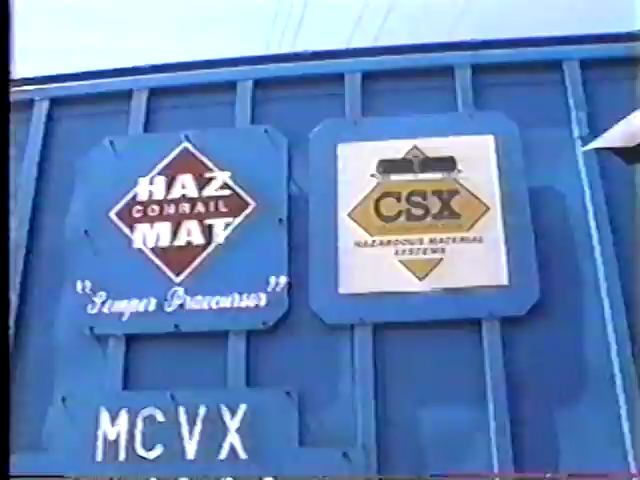 HAZ
CONRAIL
MAT
"Semper Praecursor"
CSX
HAZARDOUS MATERIAL
SYSTEMS
MCVX